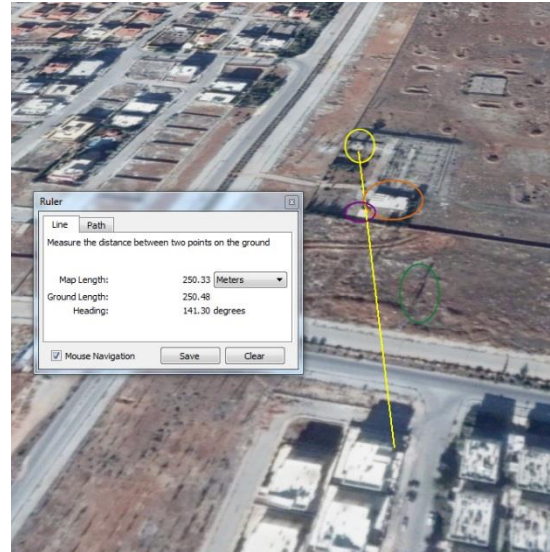 Ruler
Line Path
Measure the distance between two points on the ground
Map Length: 250.33 Meters
Ground Length: 250.48
Heading: 141.30 degrees
Mouse Navigation Save Clear